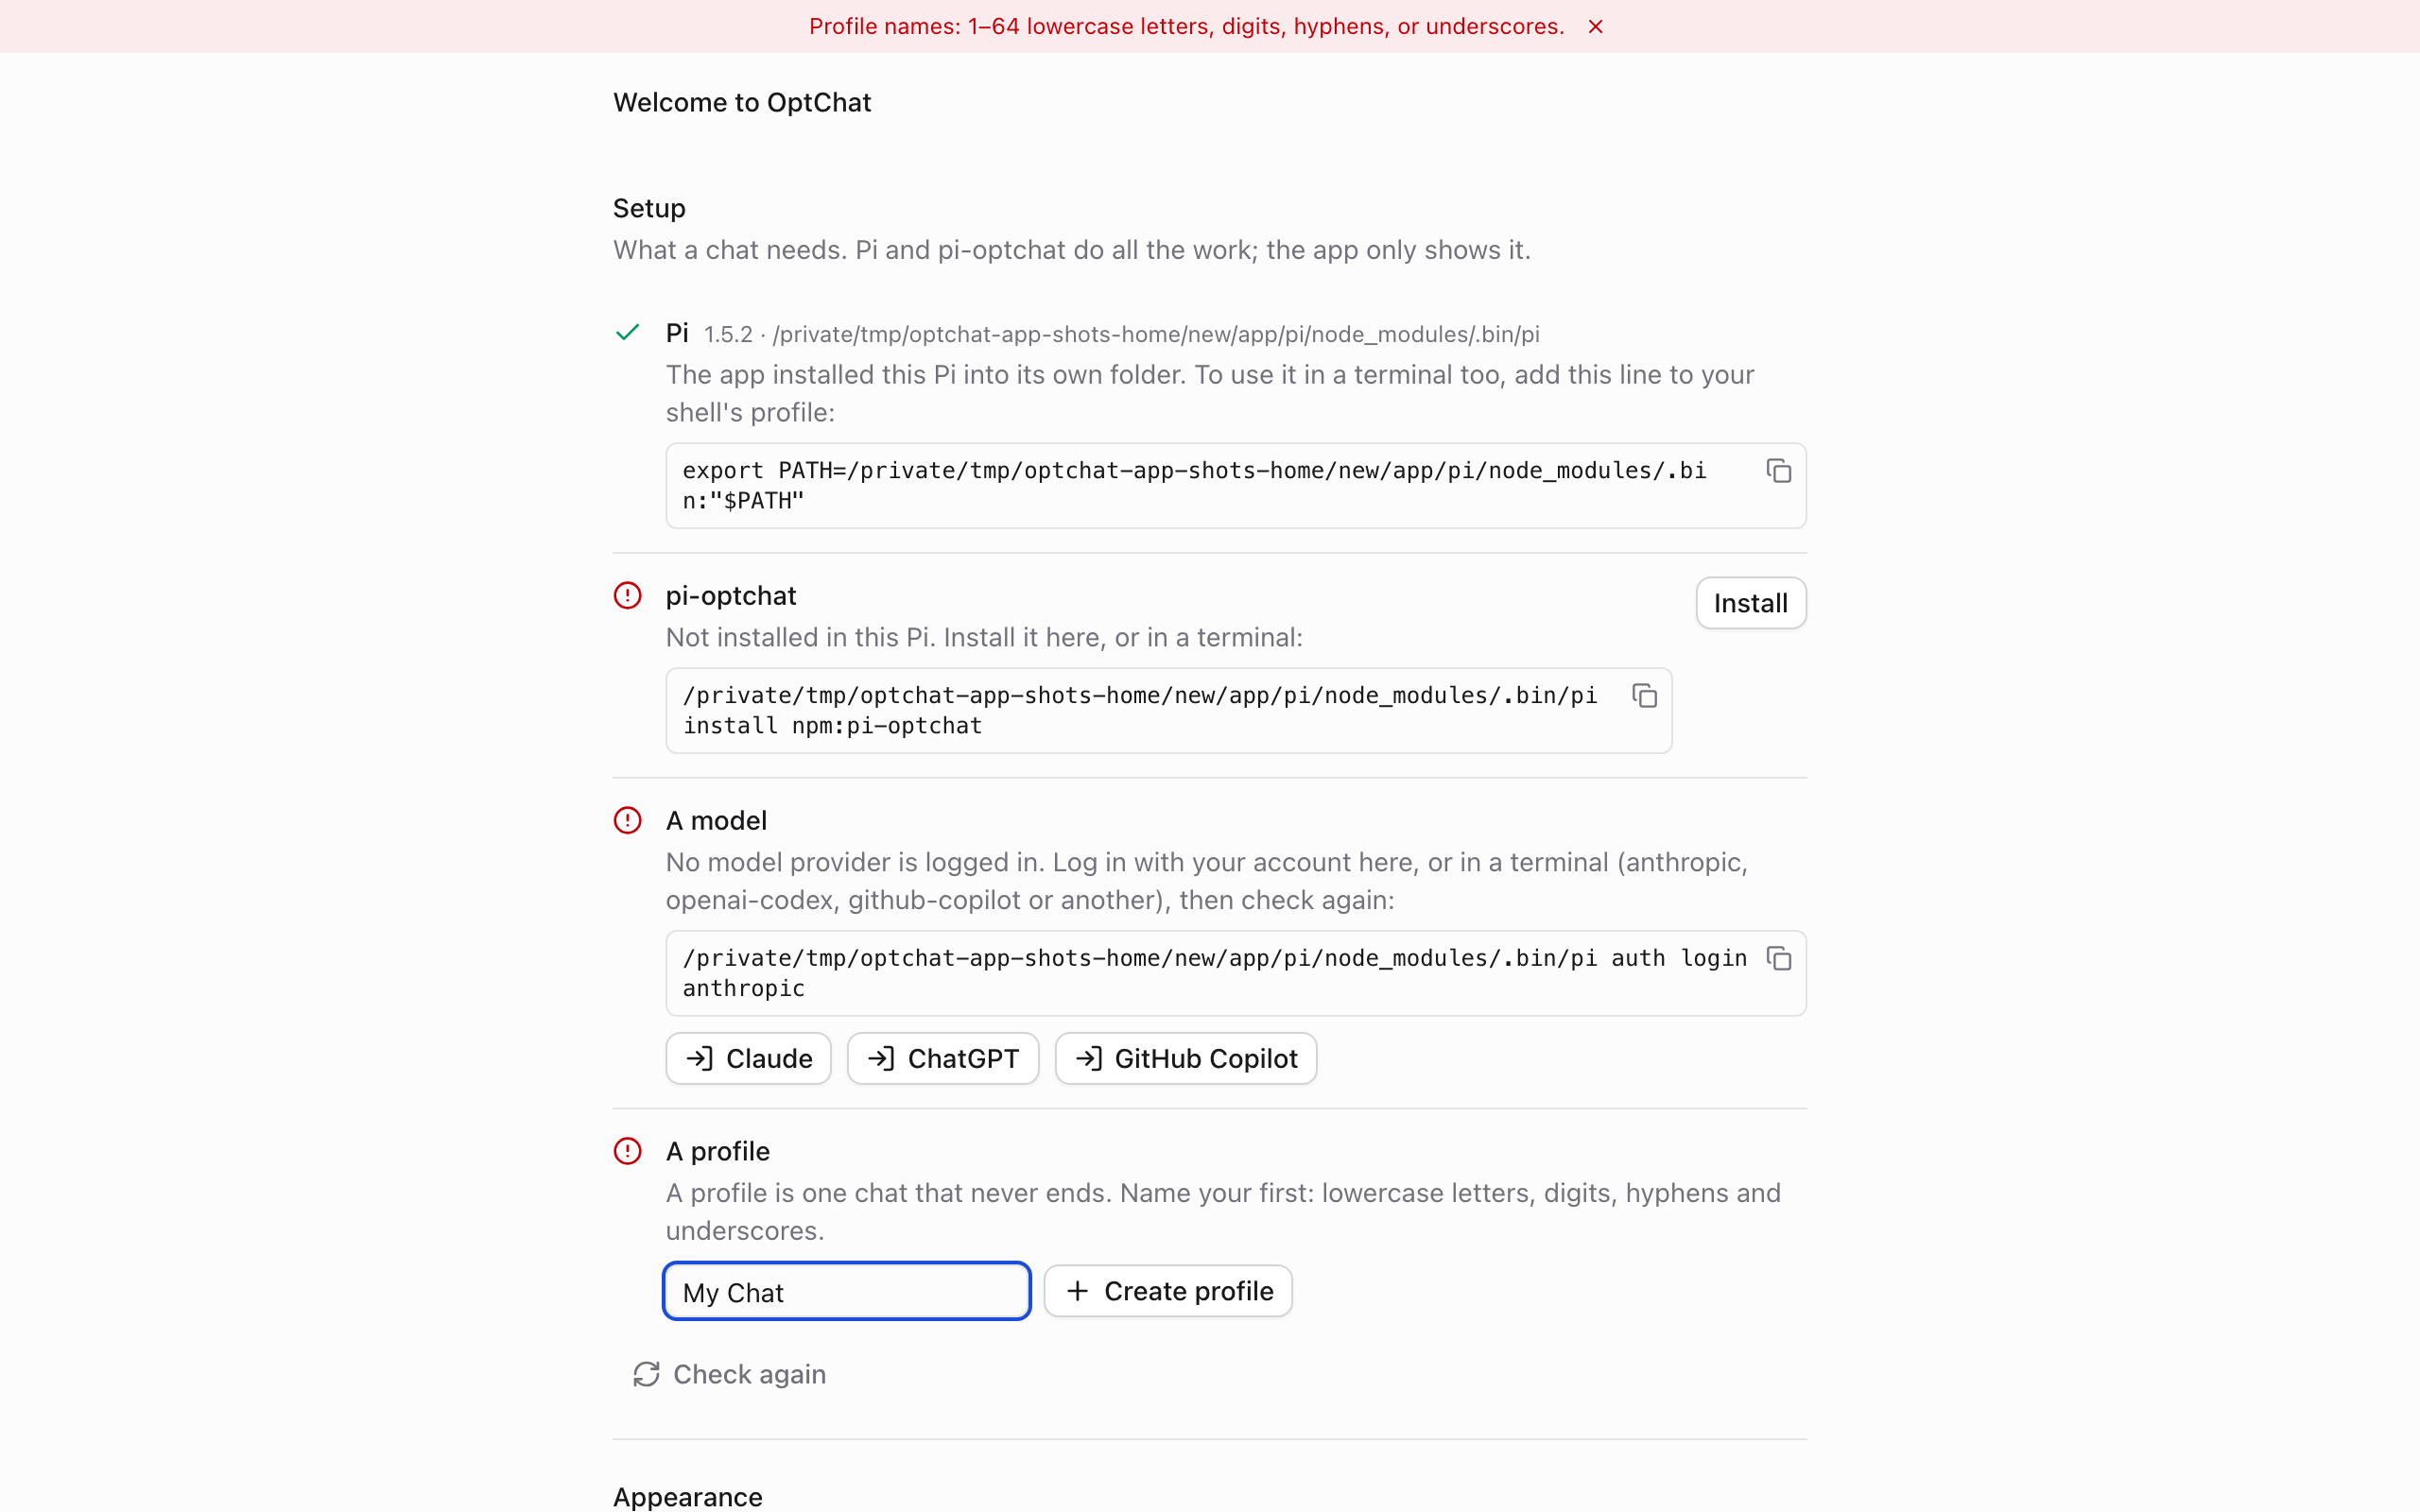 Profile names: 1–64 lowercase letters, digits, hyphens, or underscores.
Welcome to OptChat
Setup
What a chat needs. Pi and pi-optchat do all the work; the app only shows it.
Pi 1.5.2 · /private/tmp/optchat-app-shots-home/new/app/pi/node_modules/.bin/pi
The app installed this Pi into its own folder. To use it in a terminal too, add this line to your
shell's profile:
export PATH=/private/tmp/optchat-app-shots-home/new/app/pi/node_modules/.bi
n:"$PATH"
pi-optchat
Install
Not installed in this Pi. Install it here, or in a terminal:
/private/tmp/optchat-app-shots-home/new/app/pi/node_modules/.bin/pi
install npm:pi-optchat
A model
No model provider is logged in. Log in with your account here, or in a terminal (anthropic,
openai-codex, github-copilot or another), then check again:
/private/tmp/optchat-app-shots-home/new/app/pi/node_modules/.bin/pi auth login
anthropic
Claude ChatGPT GitHub Copilot
A profile
A profile is one chat that never ends. Name your first: lowercase letters, digits, hyphens and
underscores.
My Chat Create profile
Check again
Appearance